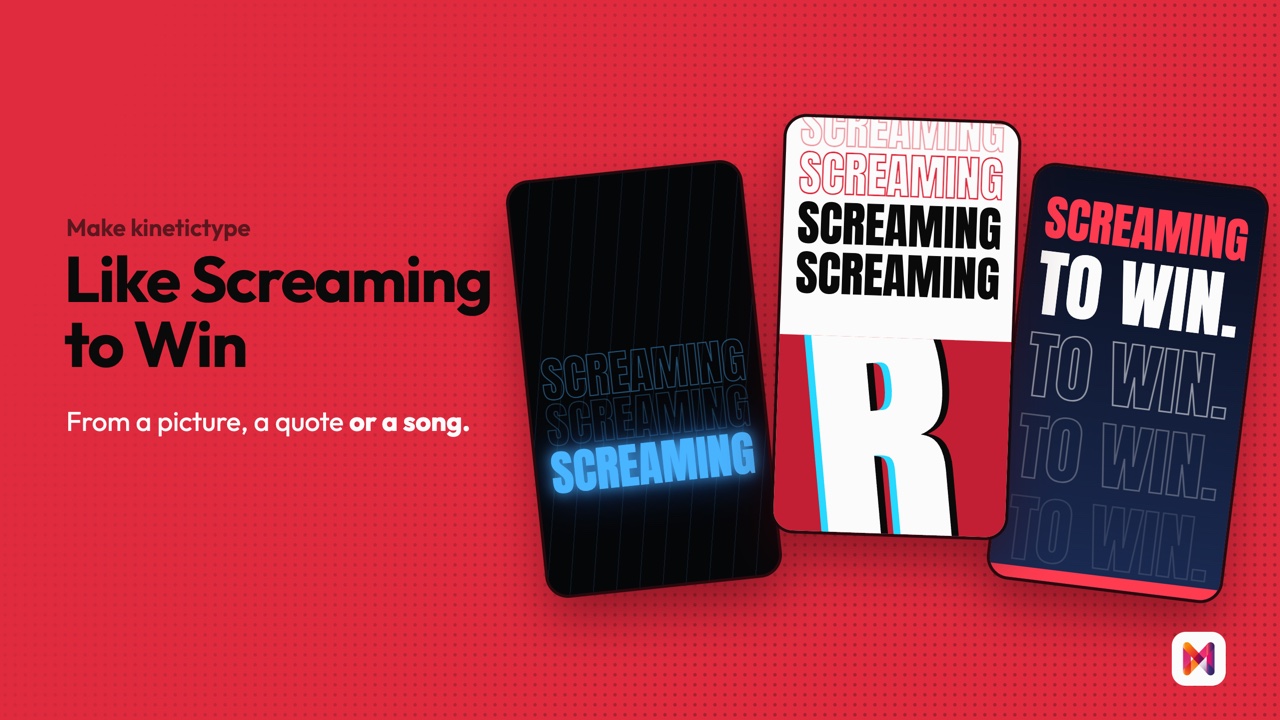 Make kinetictype
Like Screaming
to Win
From a picture, a quote or a song.
SCREAMING
SCREAMING
SCREAMING
SCREAMING
SCREAMING
SCREAMING
SCREAMING
R
SCREAMING
TO WIN.
TO WIN.
TO WIN.
TO WIN.